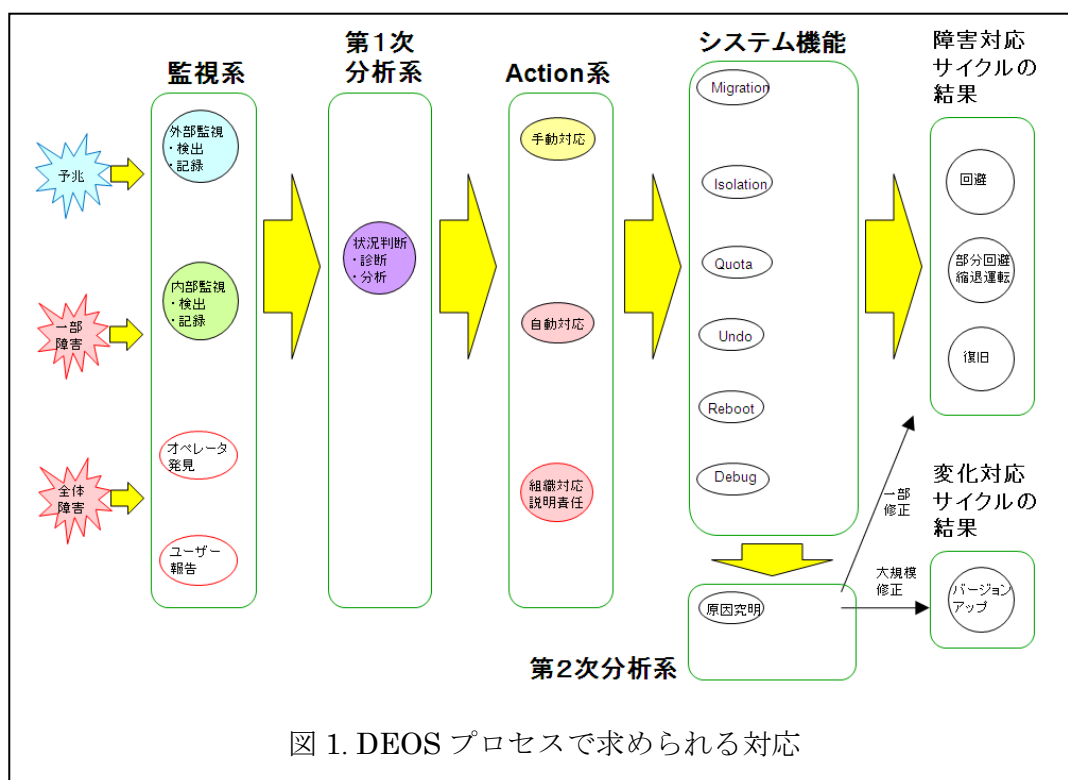 監視系
第1次
分析系
Action系
システム機能
障害対応
サイクルの
結果
予兆
一部
障害
全体
障害
外部監視
・検出
・記録
内部監視
・検出
・記録
オペレータ
発見
ユーザー
報告
状況判断
・診断
・分析
手動対応
自動対応
組織対応
説明責任
Migration
Isolation
Quota
Undo
Reboot
Debug
回避
部分回避
縮退運転
復旧
一部
修正
変化対応
サイクルの
結果
大規模
修正
バージョン
アップ
原因究明
第2次分析系
図 1. DEOS プロセスで求められる対応